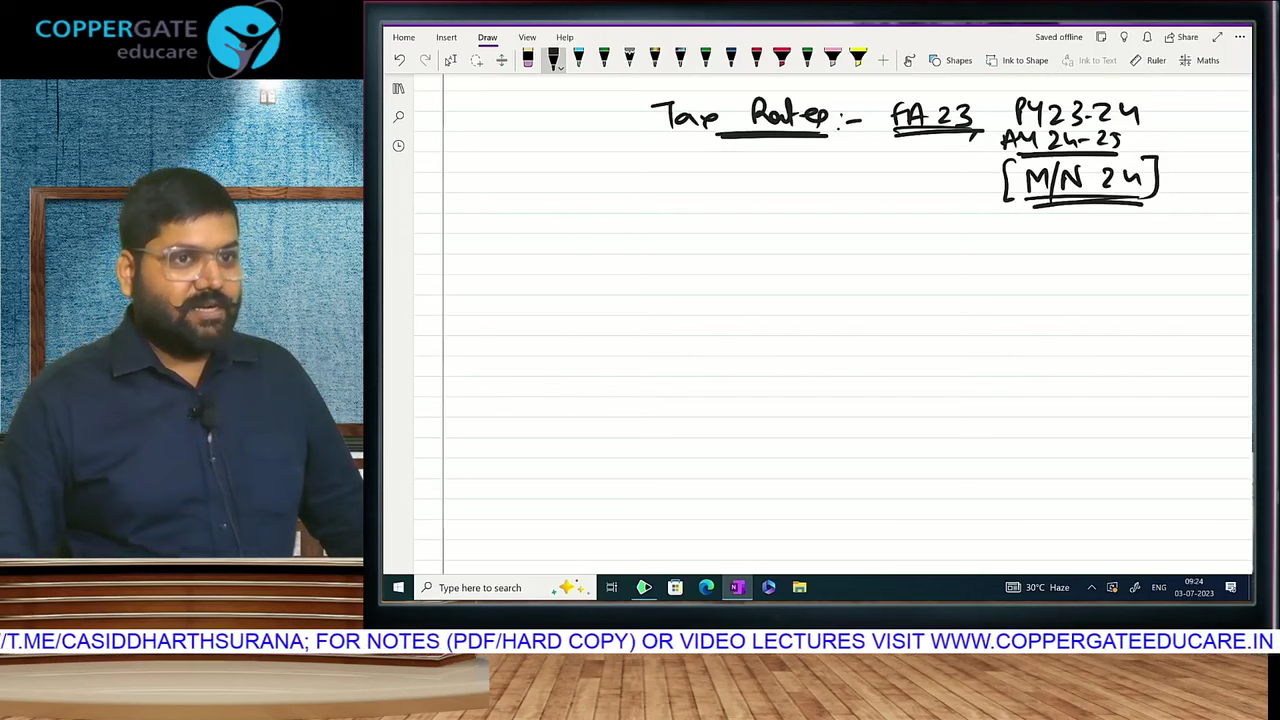 COPPERGATE
educare
Home Insert Draw View Help
Saved offline
Share
Shapes
Ink to Shape
Ink to Text
Ruler
Maths
Tax Rates :- FA 23 PY 23-24
AY 24-25
[M/N 24]
Type here to search
30°C Haze
ENG
09:24
03-07-2023
/T.ME/CASIDDHARTHSURANA; FOR NOTES (PDF/HARD COPY) OR VIDEO LECTURES VISIT WWW.COPPERGATEEDUCARE.IN